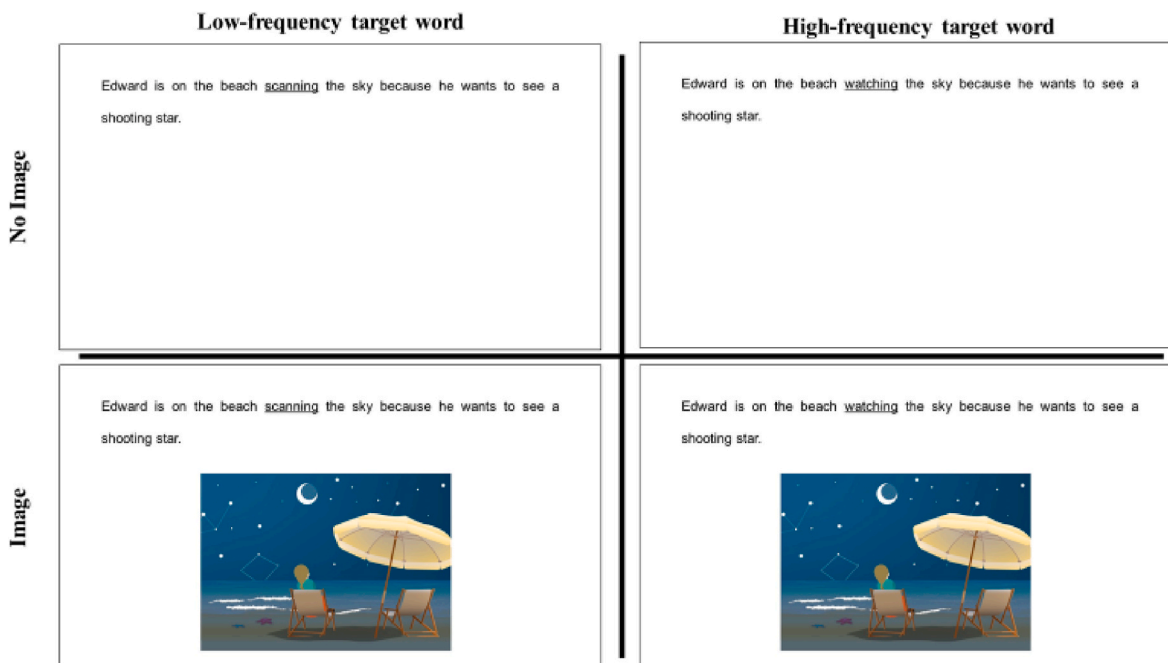 Low-frequency target word
High-frequency target word
No Image
Edward is on the beach scanning the sky because he wants to see a
shooting star.
Edward is on the beach watching the sky because he wants to see a
shooting star.
Image
Edward is on the beach scanning the sky because he wants to see a
shooting star.
Edward is on the beach watching the sky because he wants to see a
shooting star.